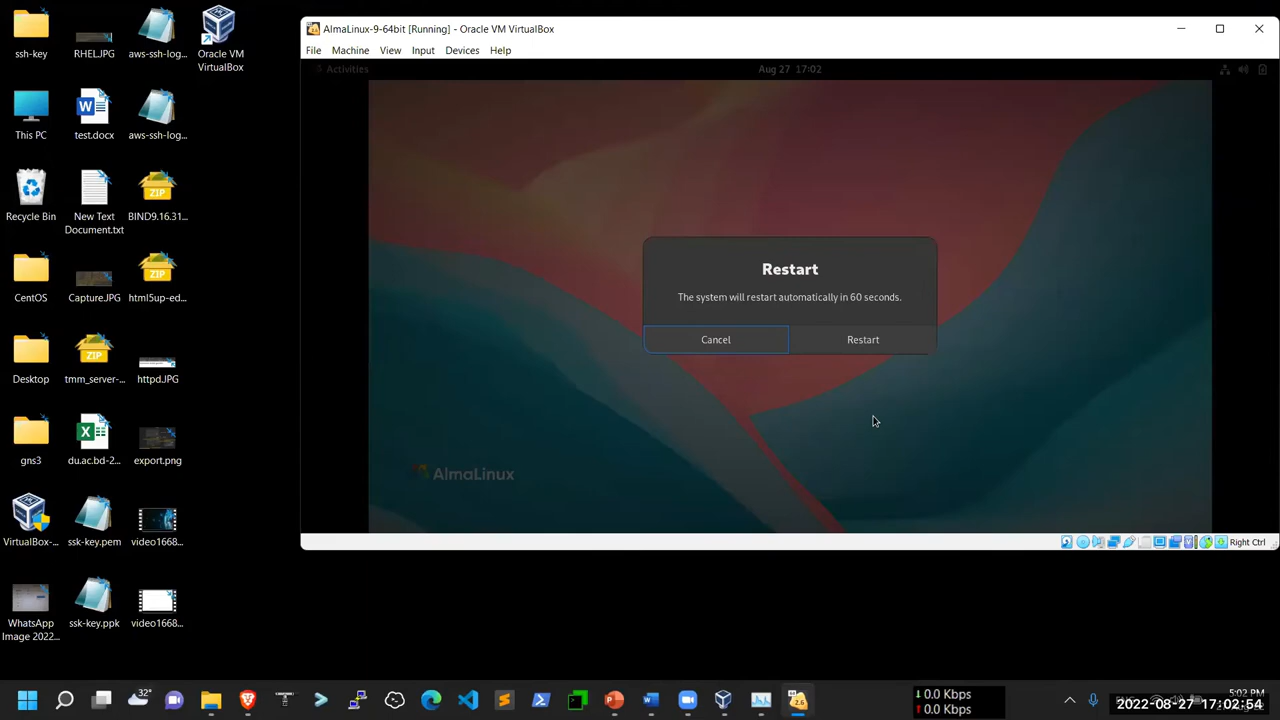 AlmaLinux-9-64bit [Running] - Oracle VM VirtualBox
File Machine View Input Devices Help
Activities
Aug 27 17:02
Restart
The system will restart automatically in 60 seconds.
Cancel
Restart
AlmaLinux
Right Ctrl
ssh-key
RHEL.JPG
aws-ssh-log...
Oracle VM
VirtualBox
This PC
test.docx
aws-ssh-log...
Recycle Bin
New Text
Document.txt
BIND9.16.31...
ZIP
CentOS
Capture.JPG
html5up-ed...
ZIP
Desktop
tmm_server-...
ZIP
httpd.JPG
gns3
du.ac.bd-2...
export.png
VirtualBox-...
ssk-key.pem
video1668...
WhatsApp
Image 2022...
ssk-key.ppk
video1668...
32°
2.6
↓ 0.0 Kbps
↑ 0.0 Kbps
5:02 PM
2022-08-27 17:02:54